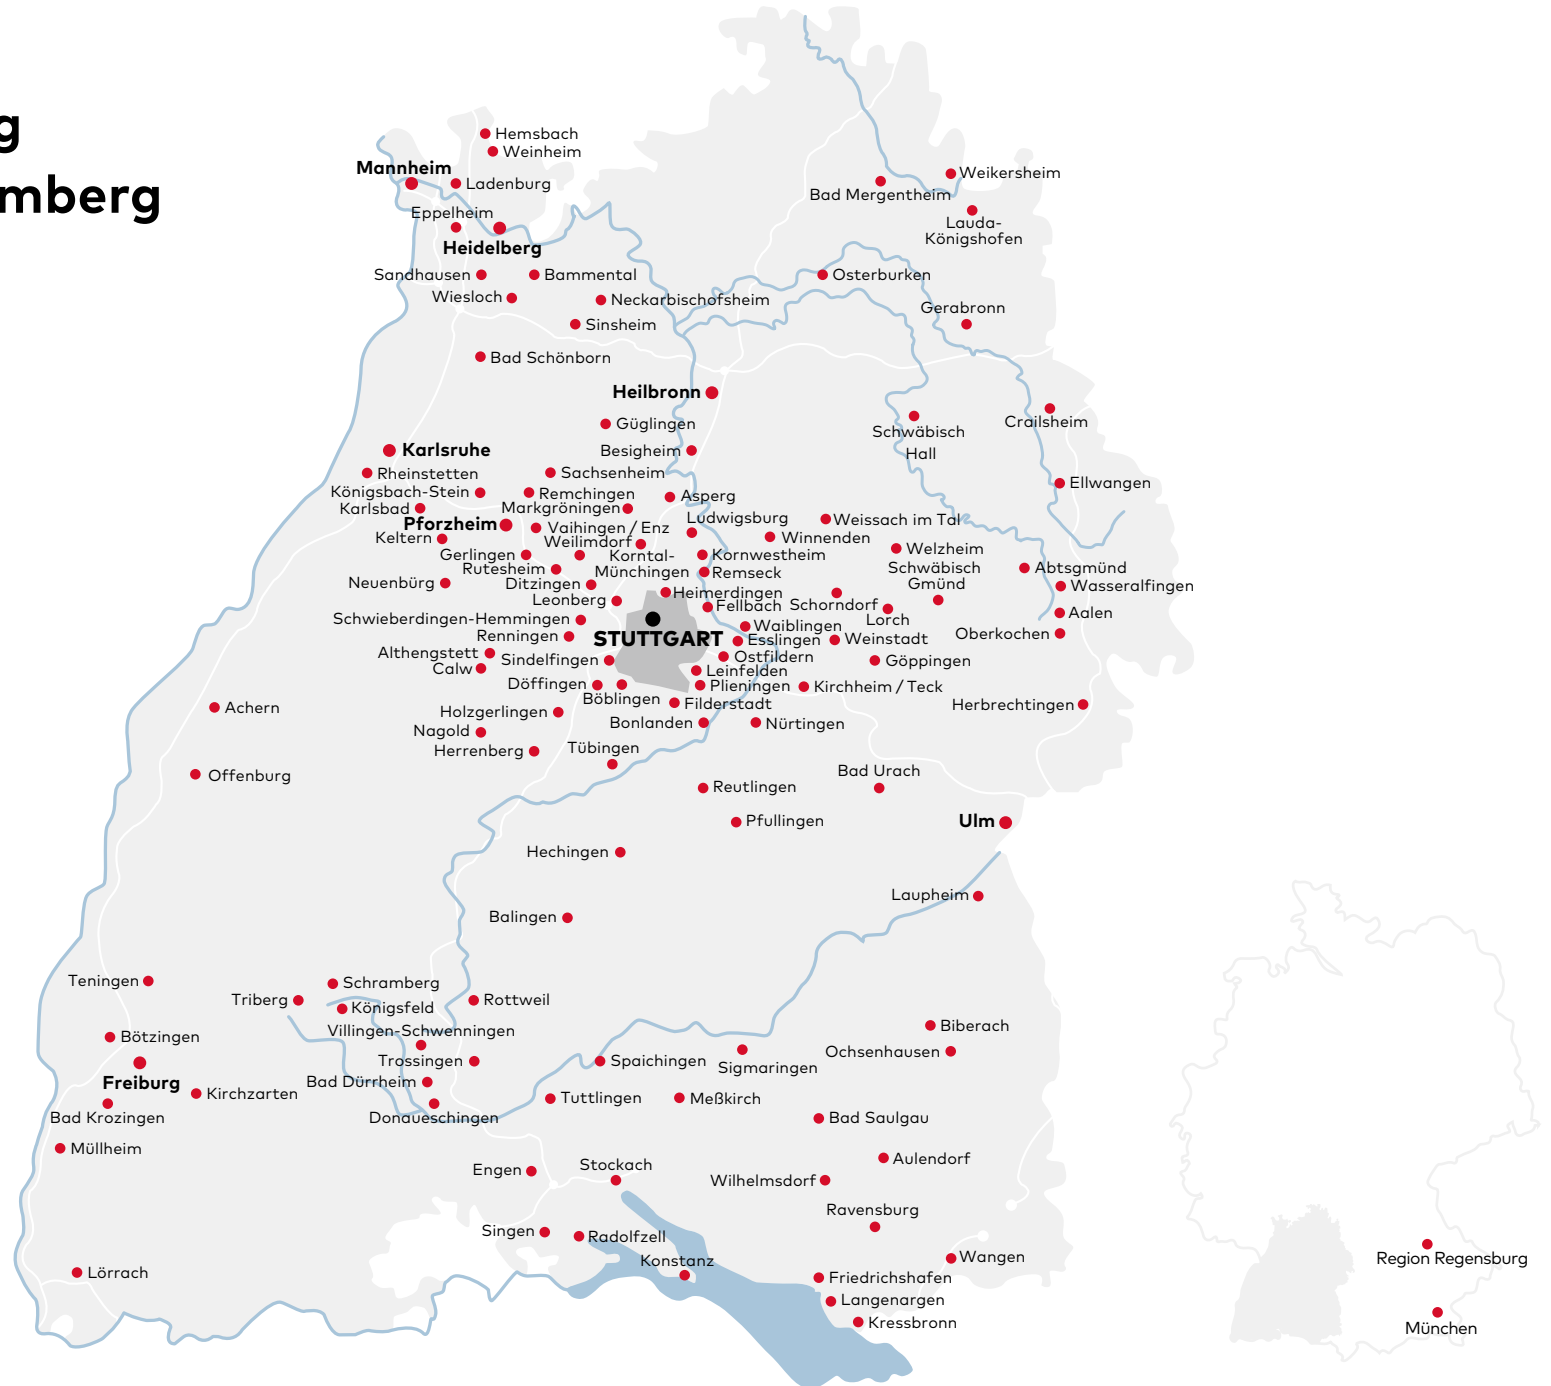 g
mberg
Hemsbach
Weinheim
Mannheim
Ladenburg
Eppelheim
Heidelberg
Weikersheim
Bad Mergentheim
Lauda-
Königshofen
Sandhausen
Bammental
Osterburken
Wiesloch
Neckarbischofsheim
Gerabronn
Sinsheim
Bad Schönborn
Heilbronn
Güglingen
Crailsheim
Schwäbisch
Hall
Karlsruhe
Besigheim
Rheinstetten
Sachsenheim
Ellwangen
Königsbach-Stein
Remchingen
Asperg
Karlsbad
Markgröningen
Ludwigsburg
Weissach im Tal
Pforzheim
Vaihingen / Enz
Keltern
Weilimdorf
Winnenden
Gerlingen
Korntal-
Münchingen
Kornwestheim
Welzheim
Rutesheim
Remseck
Schwäbisch
Gmünd
Abtsgmünd
Neuenbürg
Ditzingen
Wasseralfingen
Leonberg
Heimerdingen
Fellbach
Schorndorf
Lorch
Aalen
Schwieberdingen-Hemmingen
Waiblingen
Oberkochen
Renningen
STUTTGART
Esslingen
Weinstadt
Althengstett
Sindelfingen
Ostfildern
Göppingen
Calw
Leinfelden
Döffingen
Plieningen
Kirchheim / Teck
Böblingen
Filderstadt
Herbrechtingen
Achern
Holzgerlingen
Bonlanden
Nürtingen
Nagold
Herrenberg
Tübingen
Offenburg
Bad Urach
Reutlingen
Pfullingen
Ulm
Hechingen
Laupheim
Balingen
Teningen
Schramberg
Triberg
Königsfeld
Rottweil
Villingen-Schwenningen
Biberach
Bötzingen
Trossingen
Spaichingen
Sigmaringen
Ochsenhausen
Freiburg
Bad Dürrheim
Kirchzarten
Tuttlingen
Meßkirch
Bad Krozingen
Donaueschingen
Bad Saulgau
Müllheim
Aulendorf
Engen
Stockach
Wilhelmsdorf
Ravensburg
Singen
Radolfzell
Konstanz
Wangen
Region Regensburg
Lörrach
Friedrichshafen
Langenargen
Kressbronn
München